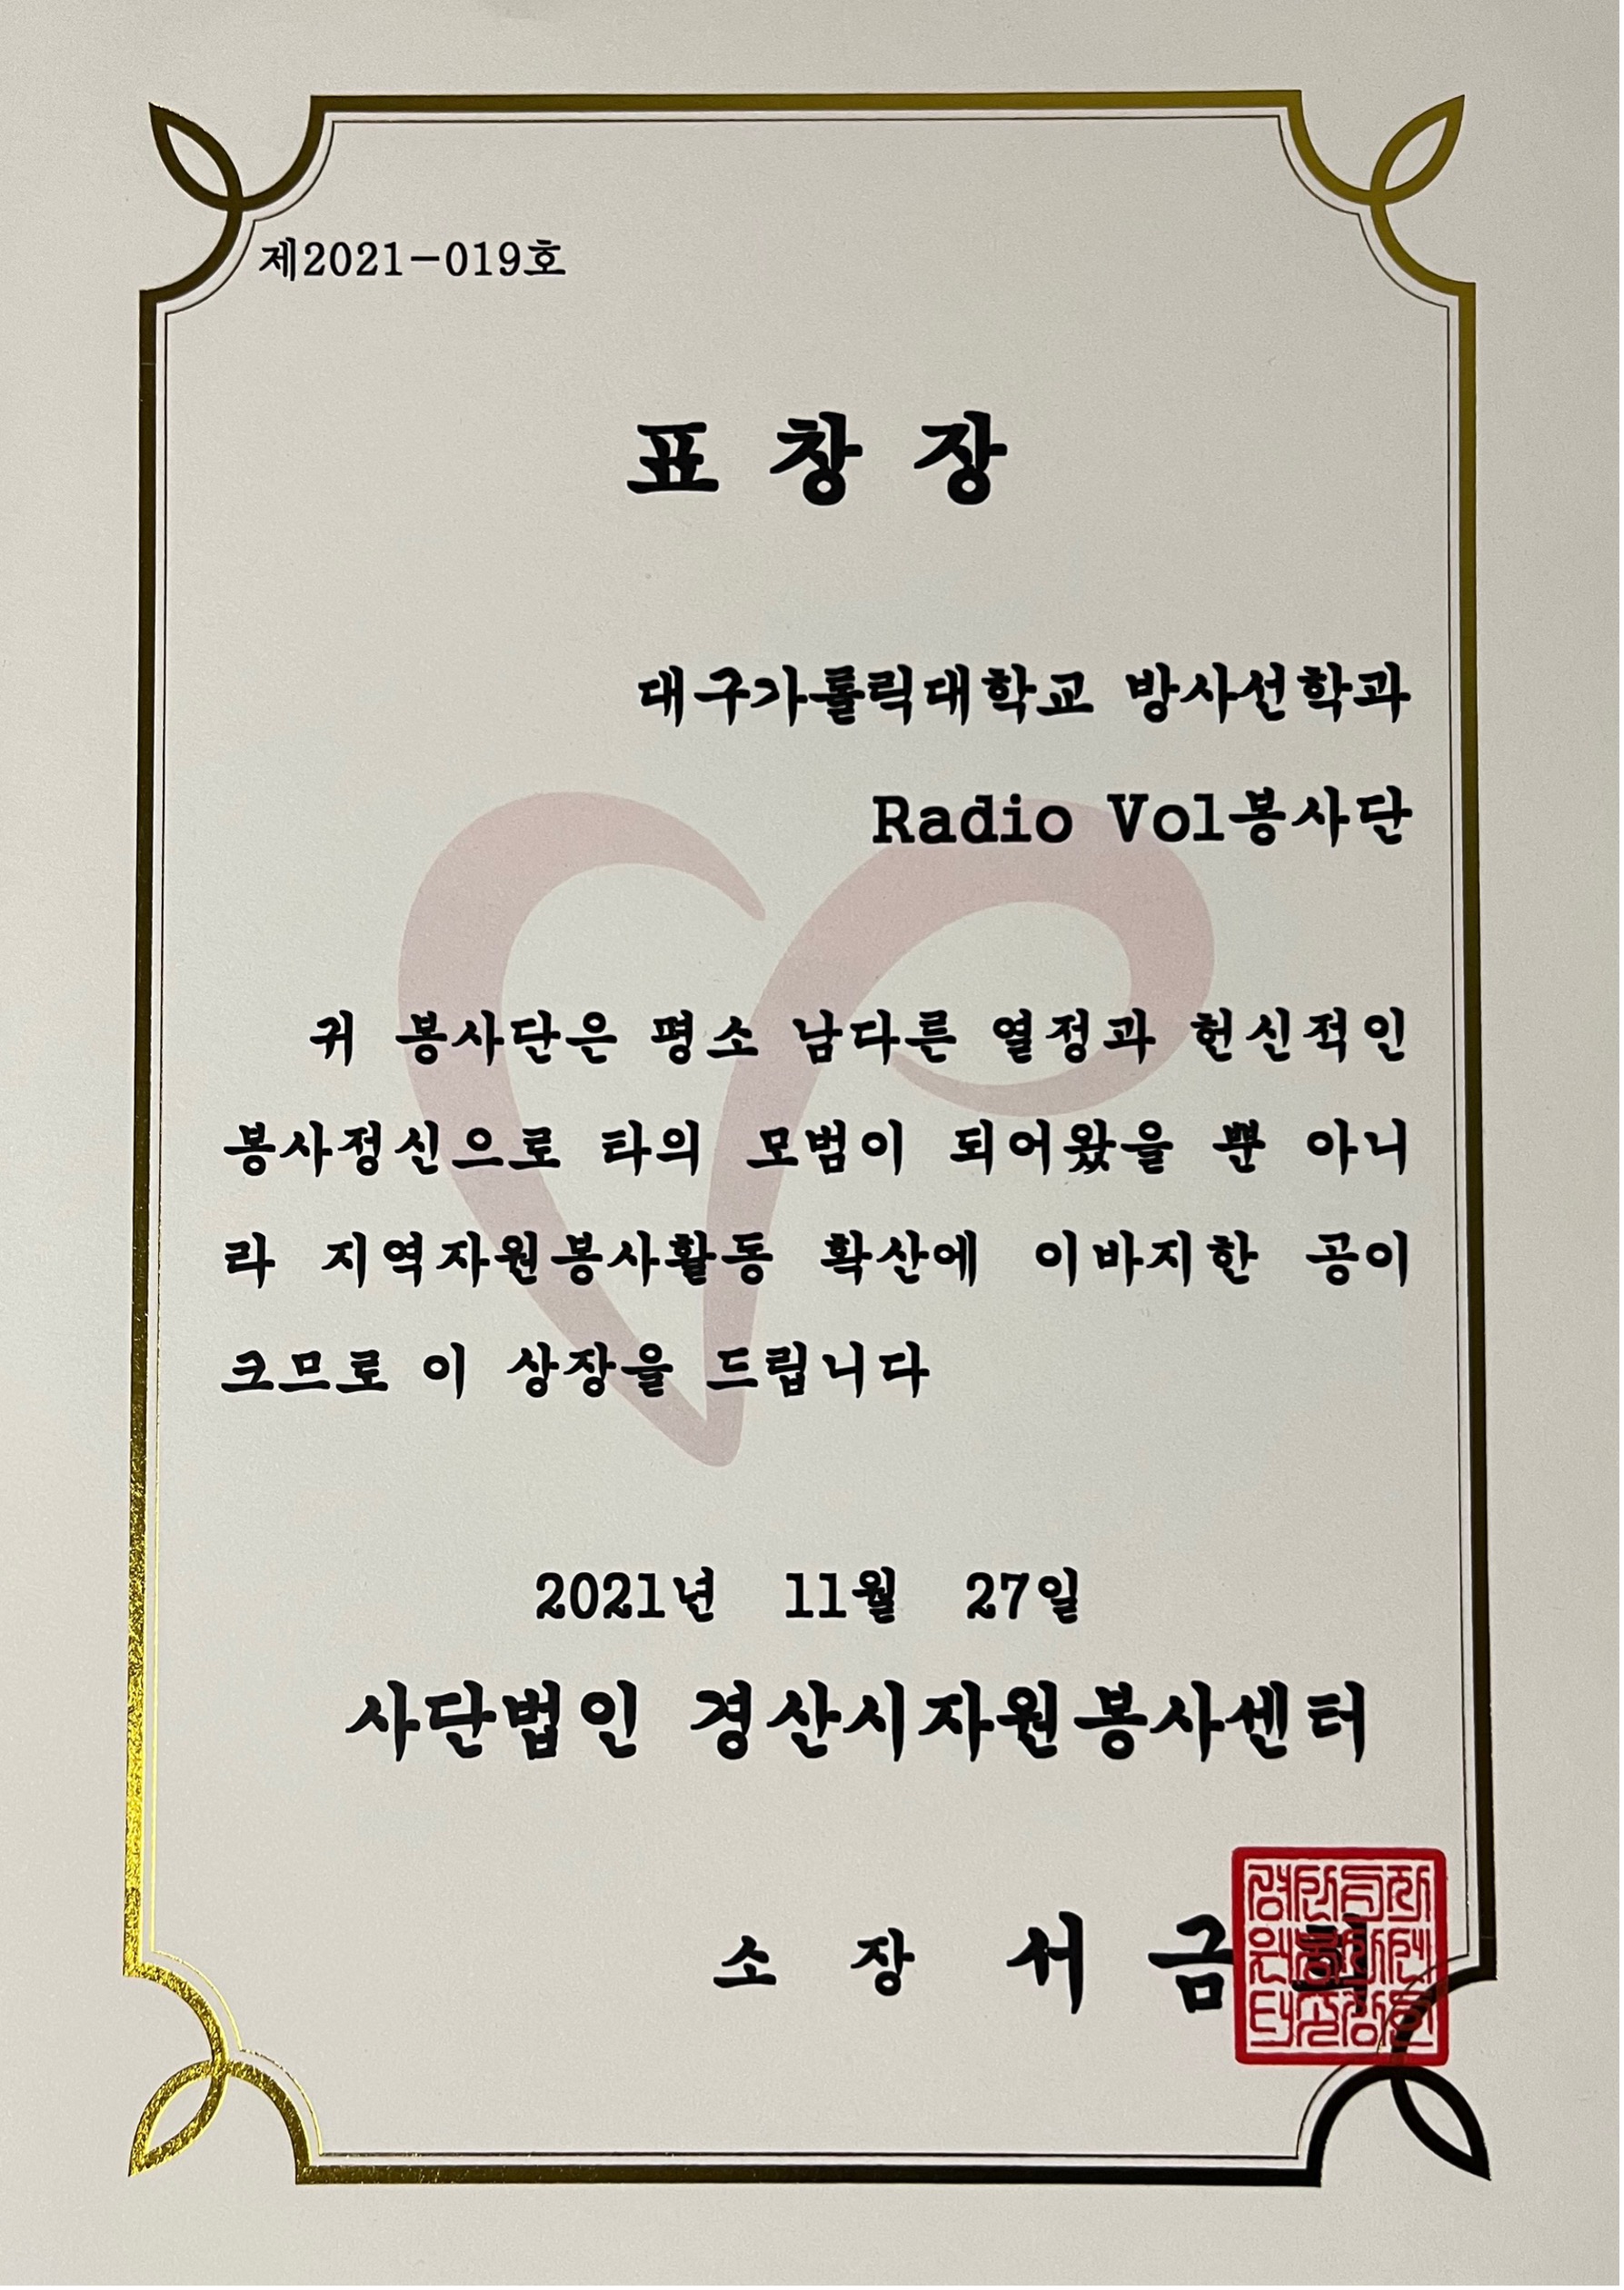 제2021-019호
표 창 장
대구가톨릭대학교 방사선학과
Radio Vol봉사단
귀 봉사단은 평소 남다른 열정과 헌신적인
봉사정신으로 타의 모범이 되어왔을 뿐 아니
라 지역자원봉사활동 확산에 이바지한 공이
크므로 이 상장을 드립니다
2021년 11월 27일
사단법인 경산시자원봉사센터
소 장 서 금